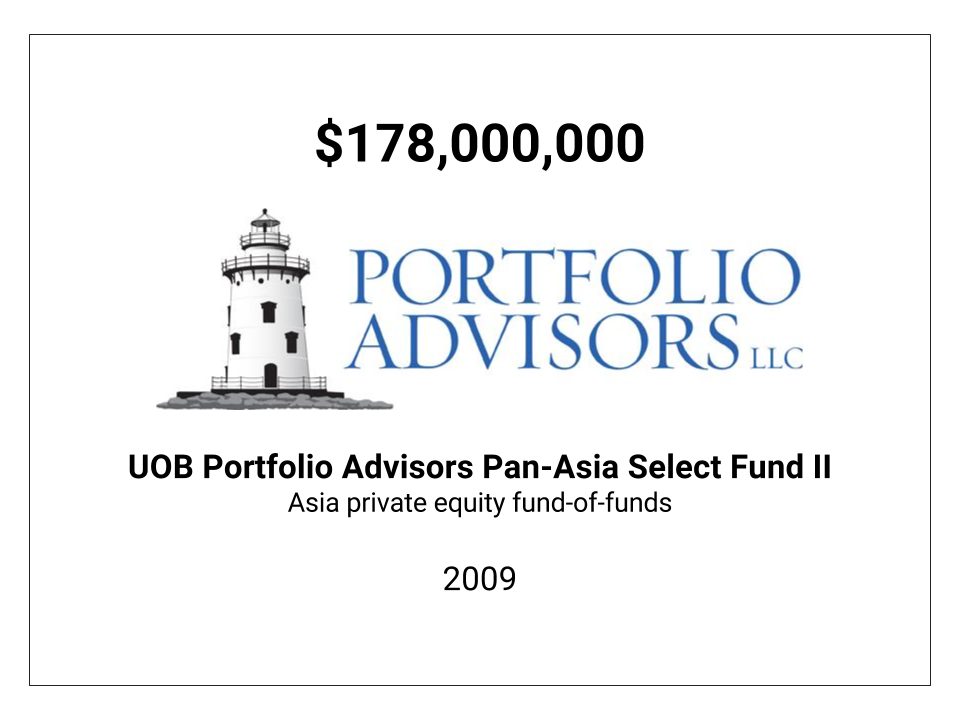 $178,000,000
PORTFOLIO
ADVISORS LLC
UOB Portfolio Advisors Pan-Asia Select Fund II
Asia private equity fund-of-funds
2009